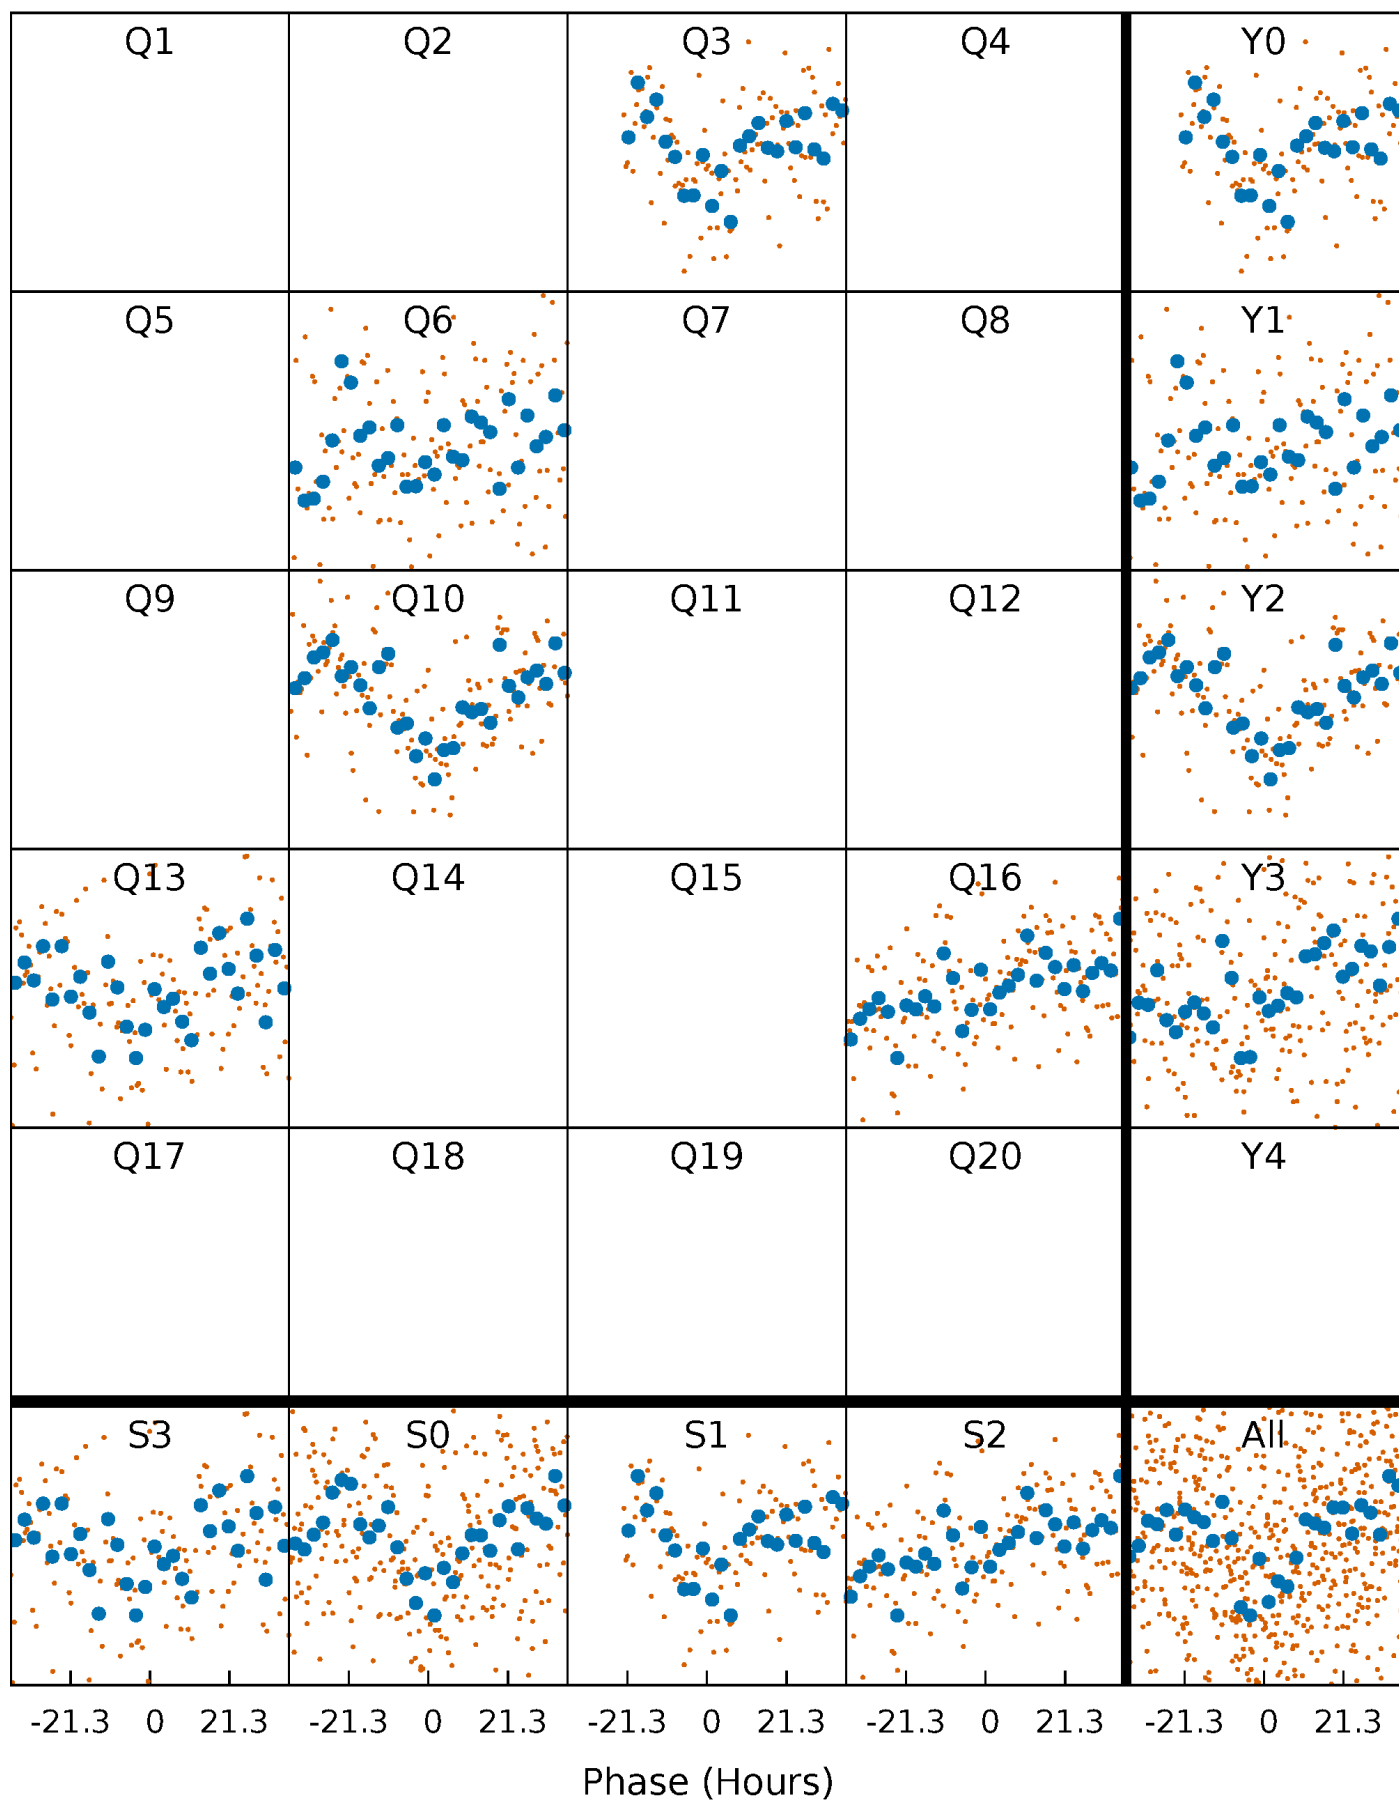 Q1 Q2 Q3 Q4 Y0
Q5 Q6 Q7 Q8 Y1
Q9 Q10 Q11 Q12 Y2
Q13 Q14 Q15 Q16 Y3
Q17 Q18 Q19 Q20 Y4
S3 S0 S1 S2 All
-21.3 0 21.3 -21.3 0 21.3 -21.3 0 21.3 -21.3 0 21.3 -21.3 0 21.3
Phase (Hours)